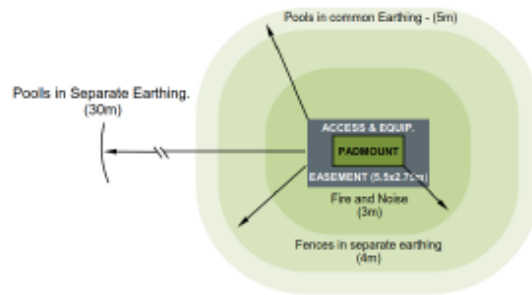 Pools in common Earthing - (5m)
Poolls in Separate Earthing.
(30m)
ACCESS & EQUIP.
PADMOUNT
EASEMENT (5.5x2.75m)
Fire and Noise
(3m)
Fences in separate earthing
(4m)